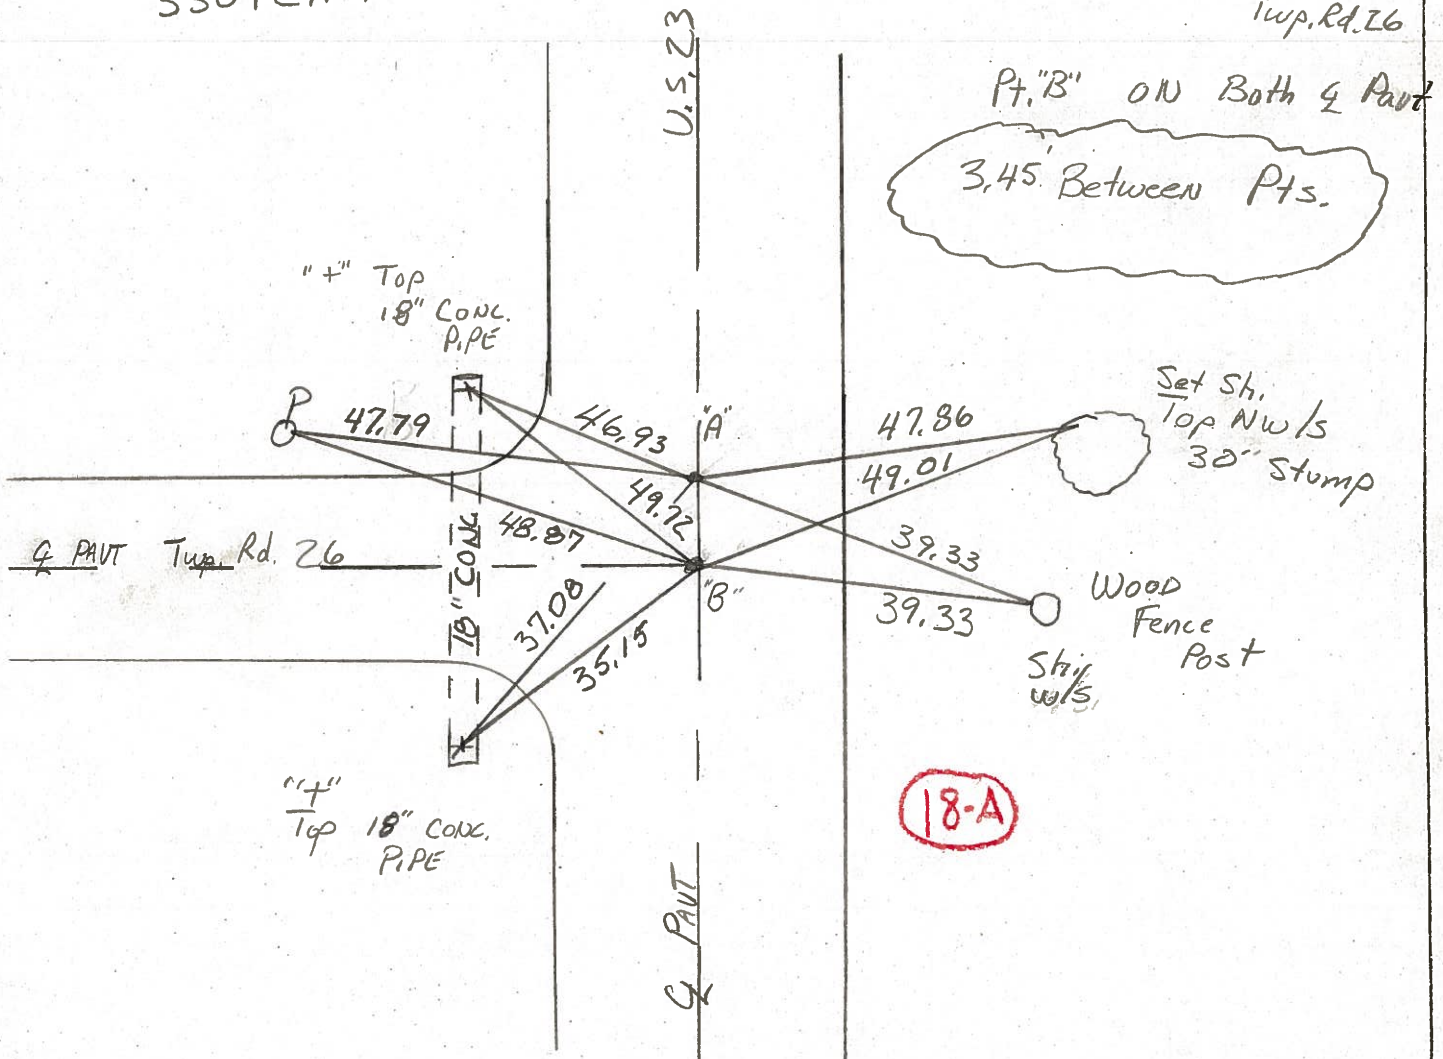 Twp. Rd. 26
U.S. 23
Pt. "B" ON Both ℄ Pavt
3.45' Between Pts.
"+" Top
18" CONC.
PIPE
P
47.79
46.93
"A"
47.86
49.01
Set Sh.
Top NW/S
30" Stump
49.72
48.87
℄ PAVT Twp. Rd. 26
18" CONC
39.33
"B"
39.33
WOOD
Fence
Post
37.08
35.15
w/s.
"+"
Top 18" CONC.
PIPE
18-A
℄ PAVT